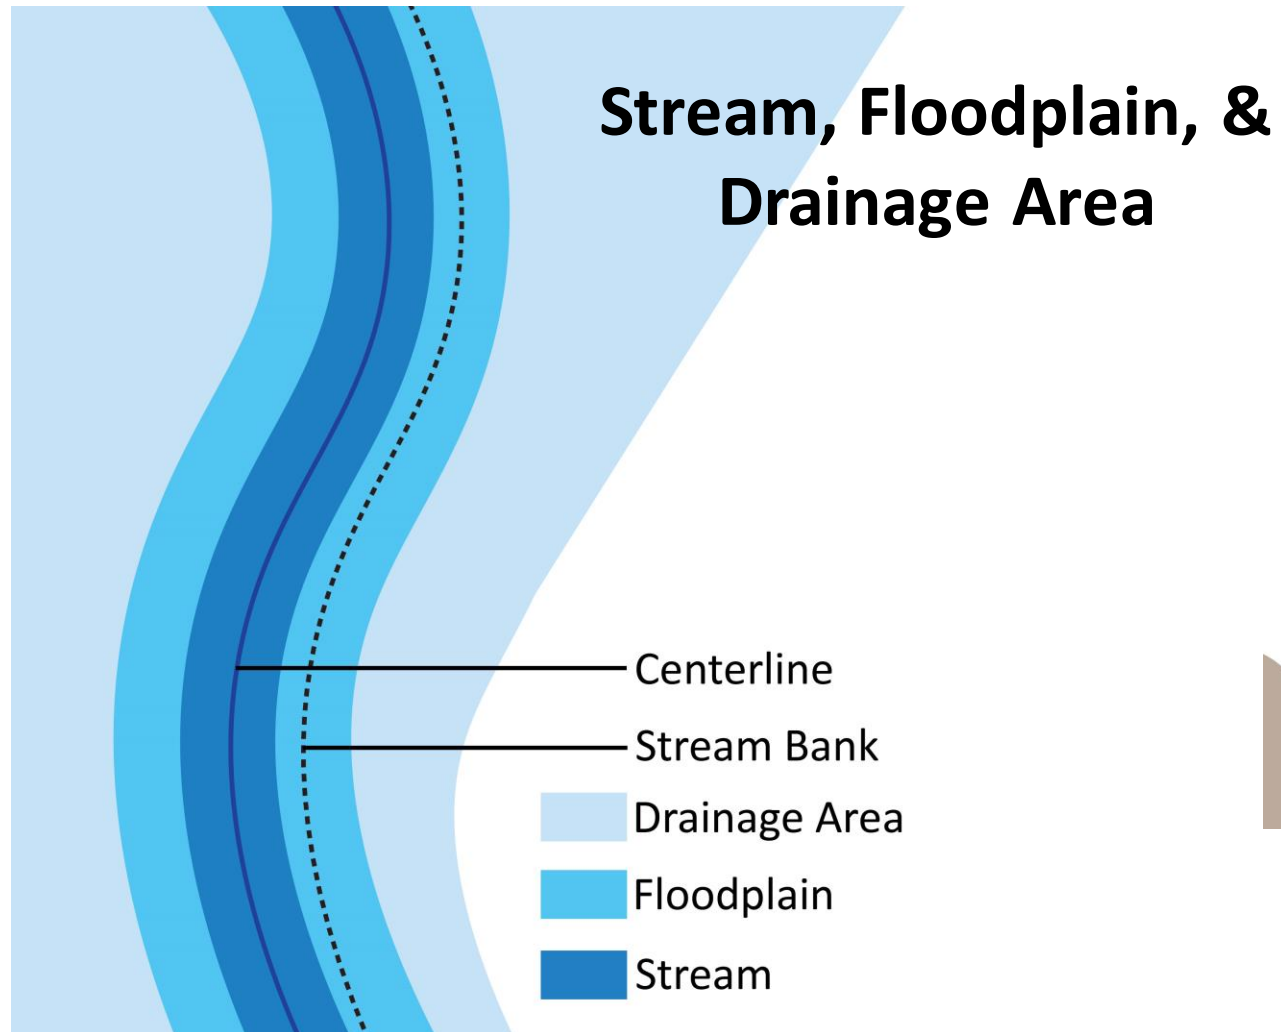 Stream, Floodplain, &
Drainage Area
Centerline
Stream Bank
Drainage Area
Floodplain
Stream